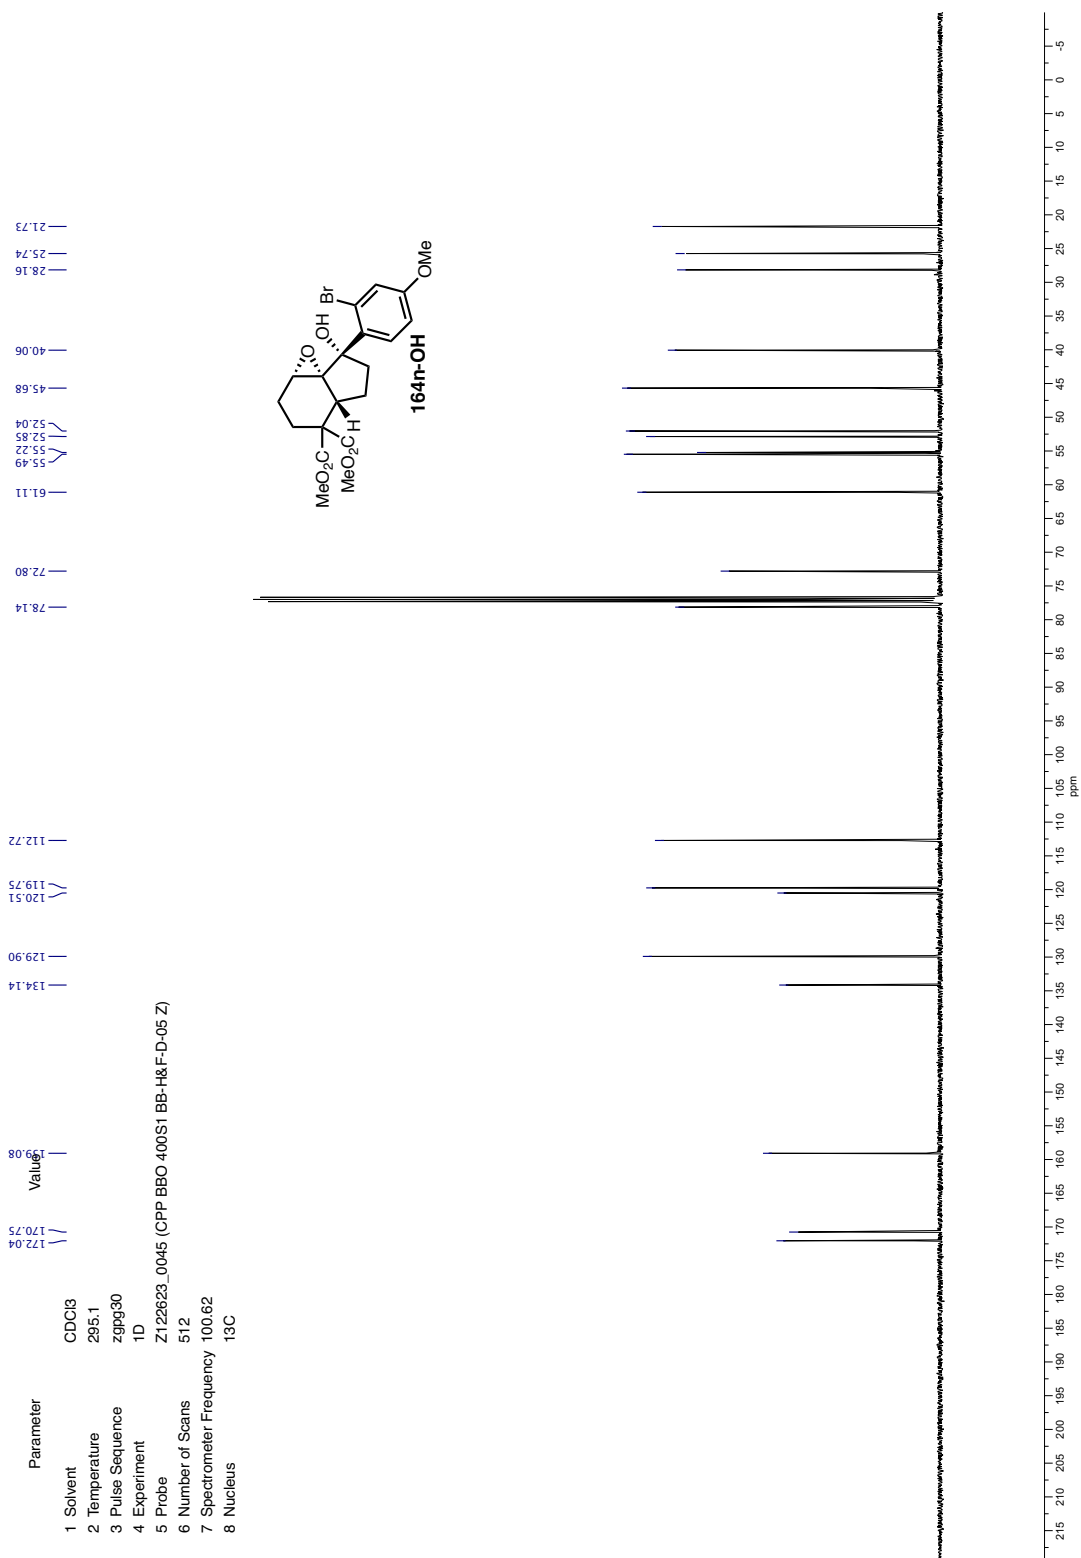 Parameter Value
1 Solvent CDCl3
2 Temperature 295.1
3 Pulse Sequence zgpg30
4 Experiment 1D
5 Probe Z122623_0045 (CPP BBO 400S1 BB-H&F-D-05 Z)
6 Number of Scans 512
7 Spectrometer Frequency 100.62
8 Nucleus 13C
172.04
170.75
159.08
134.14
129.90
120.51
119.75
112.72
78.14
72.80
61.11
55.49
55.22
52.85
52.04
45.68
40.06
28.16
25.74
21.73
O
OH
Br
MeO₂C
MeO₂C
H
OMe
164n-OH
215 210 205 200 195 190 185 180 175 170 165 160 155 150 145 140 135 130 125 120 115 110 105 100 95 90 85 80 75 70 65 60 55 50 45 40 35 30 25 20 15 10 5 0 -5
ppm